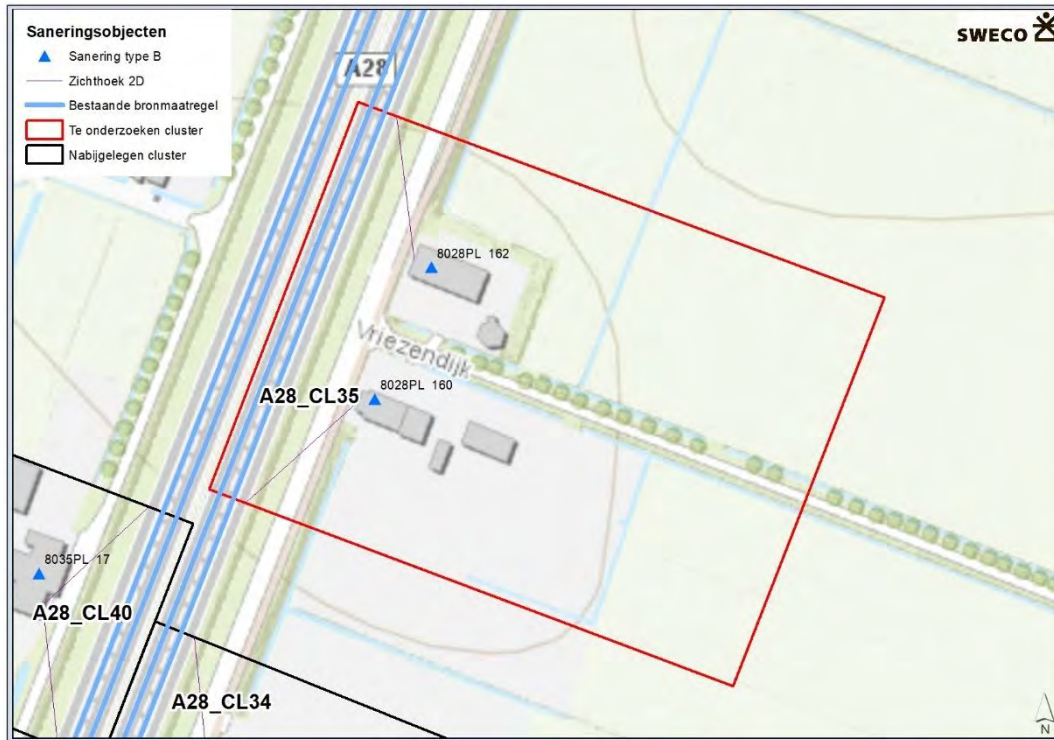 Saneringsobjecten
Sanering type B
Zichthoek 2D
Bestaande bronmaatregel
Te onderzoeken cluster
Nabijgelegen cluster
SWECO
A28
8028PL 162
Vriezendijk
A28_CL35
8028PL 160
8035PL 17
A28_CL40
A28_CL34
N